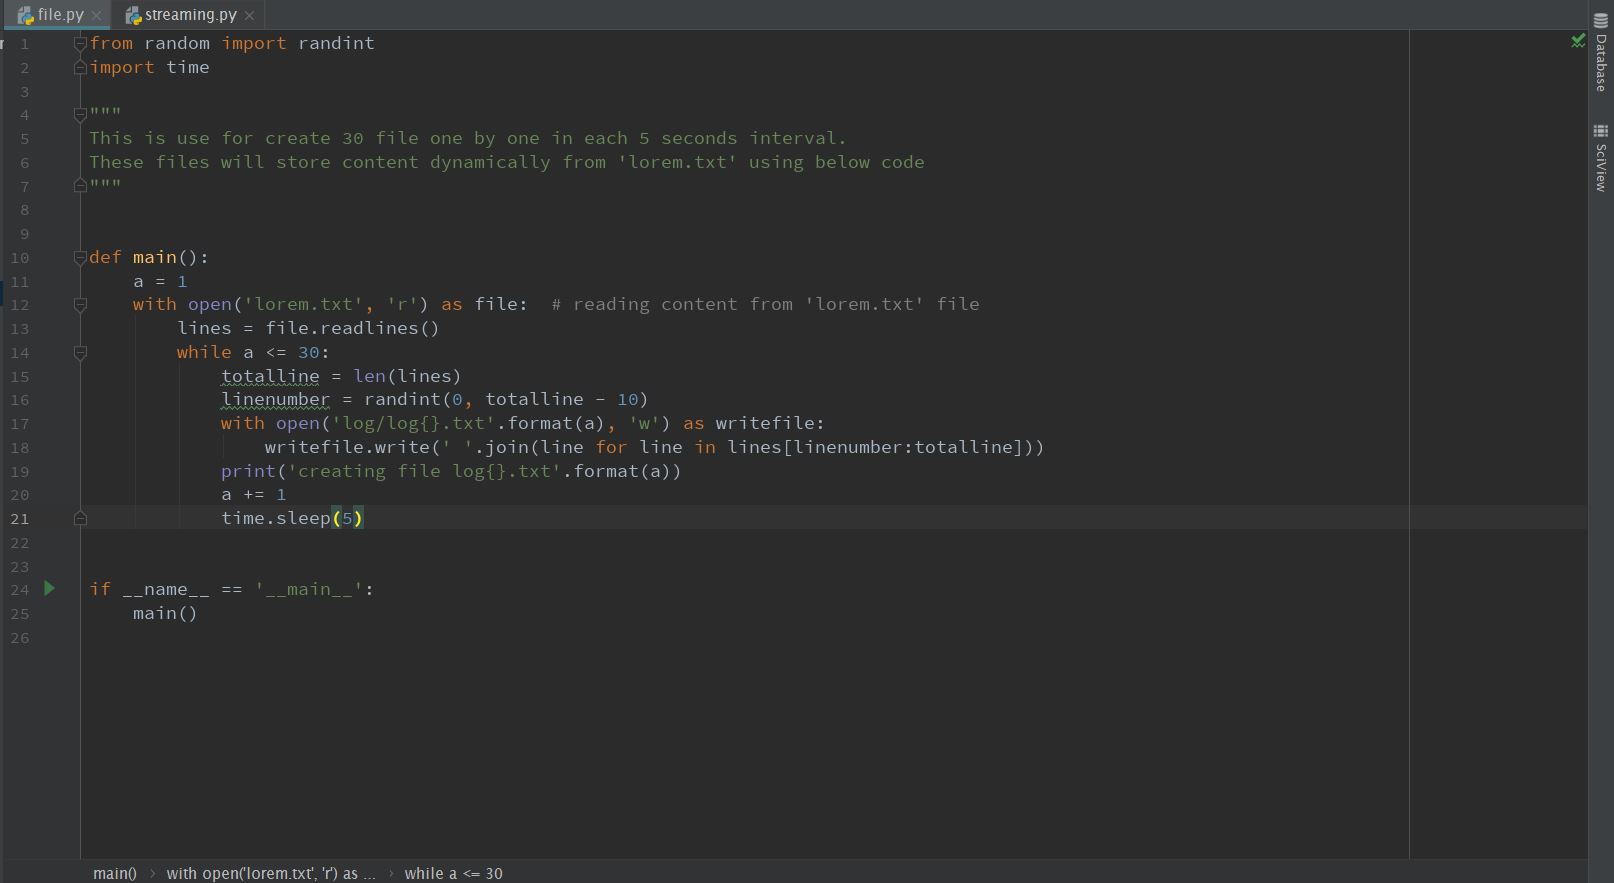 file.py streaming.py
1 from random import randint
2 import time
3
4 """
5 This is use for create 30 file one by one in each 5 seconds interval.
6 These files will store content dynamically from 'lorem.txt' using below code
7 """
8
9
10 def main():
11     a = 1
12     with open('lorem.txt', 'r') as file:  # reading content from 'lorem.txt' file
13         lines = file.readlines()
14         while a <= 30:
15             totalline = len(lines)
16             linenumber = randint(0, totalline - 10)
17             with open('log/log{}.txt'.format(a), 'w') as writefile:
18                 writefile.write(' '.join(line for line in lines[linenumber:totalline]))
19             print('creating file log{}.txt'.format(a))
20             a += 1
21             time.sleep(5)
22
23
24 if __name__ == '__main__':
25     main()
26
main() › with open('lorem.txt', 'r') as ... › while a <= 30
Database
SciView